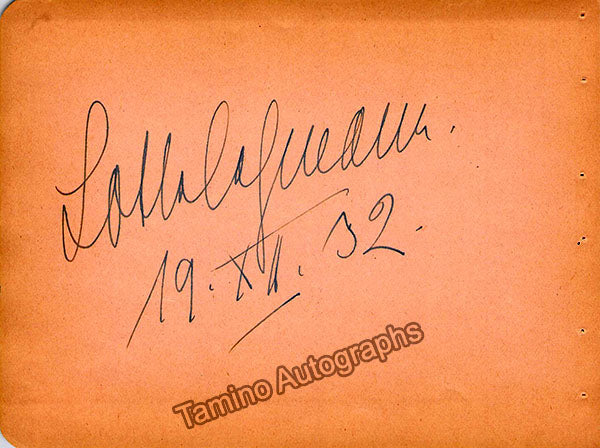 Lotte Lehmann.
19. XII. 32.
Tamino Autographs